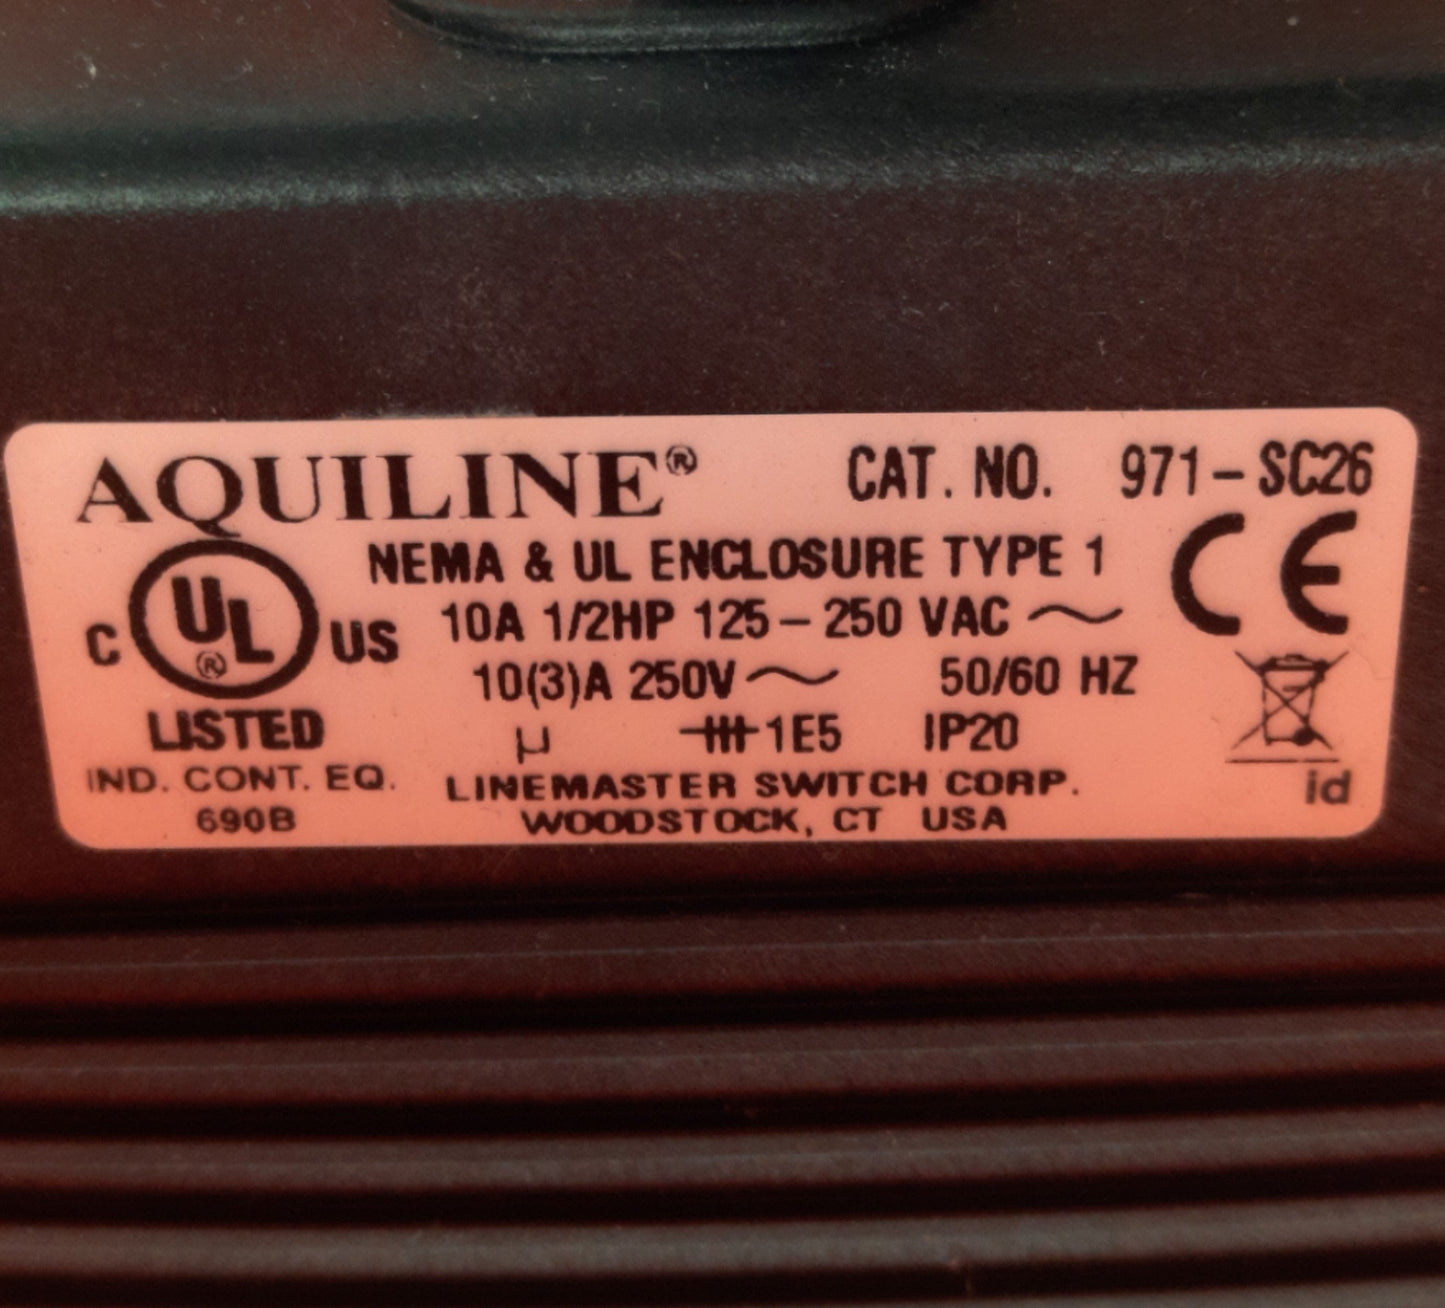 AQUILINE® CAT. NO. 971-SC26
NEMA & UL ENCLOSURE TYPE 1
C UL® US
10A 1/2HP 125-250 VAC ~
10(3)A 250V ~ 50/60 HZ
LISTED
µ 1E5 IP20
IND. CONT. EQ.
690B
LINEMASTER SWITCH CORP.
WOODSTOCK, CT USA
CE
id